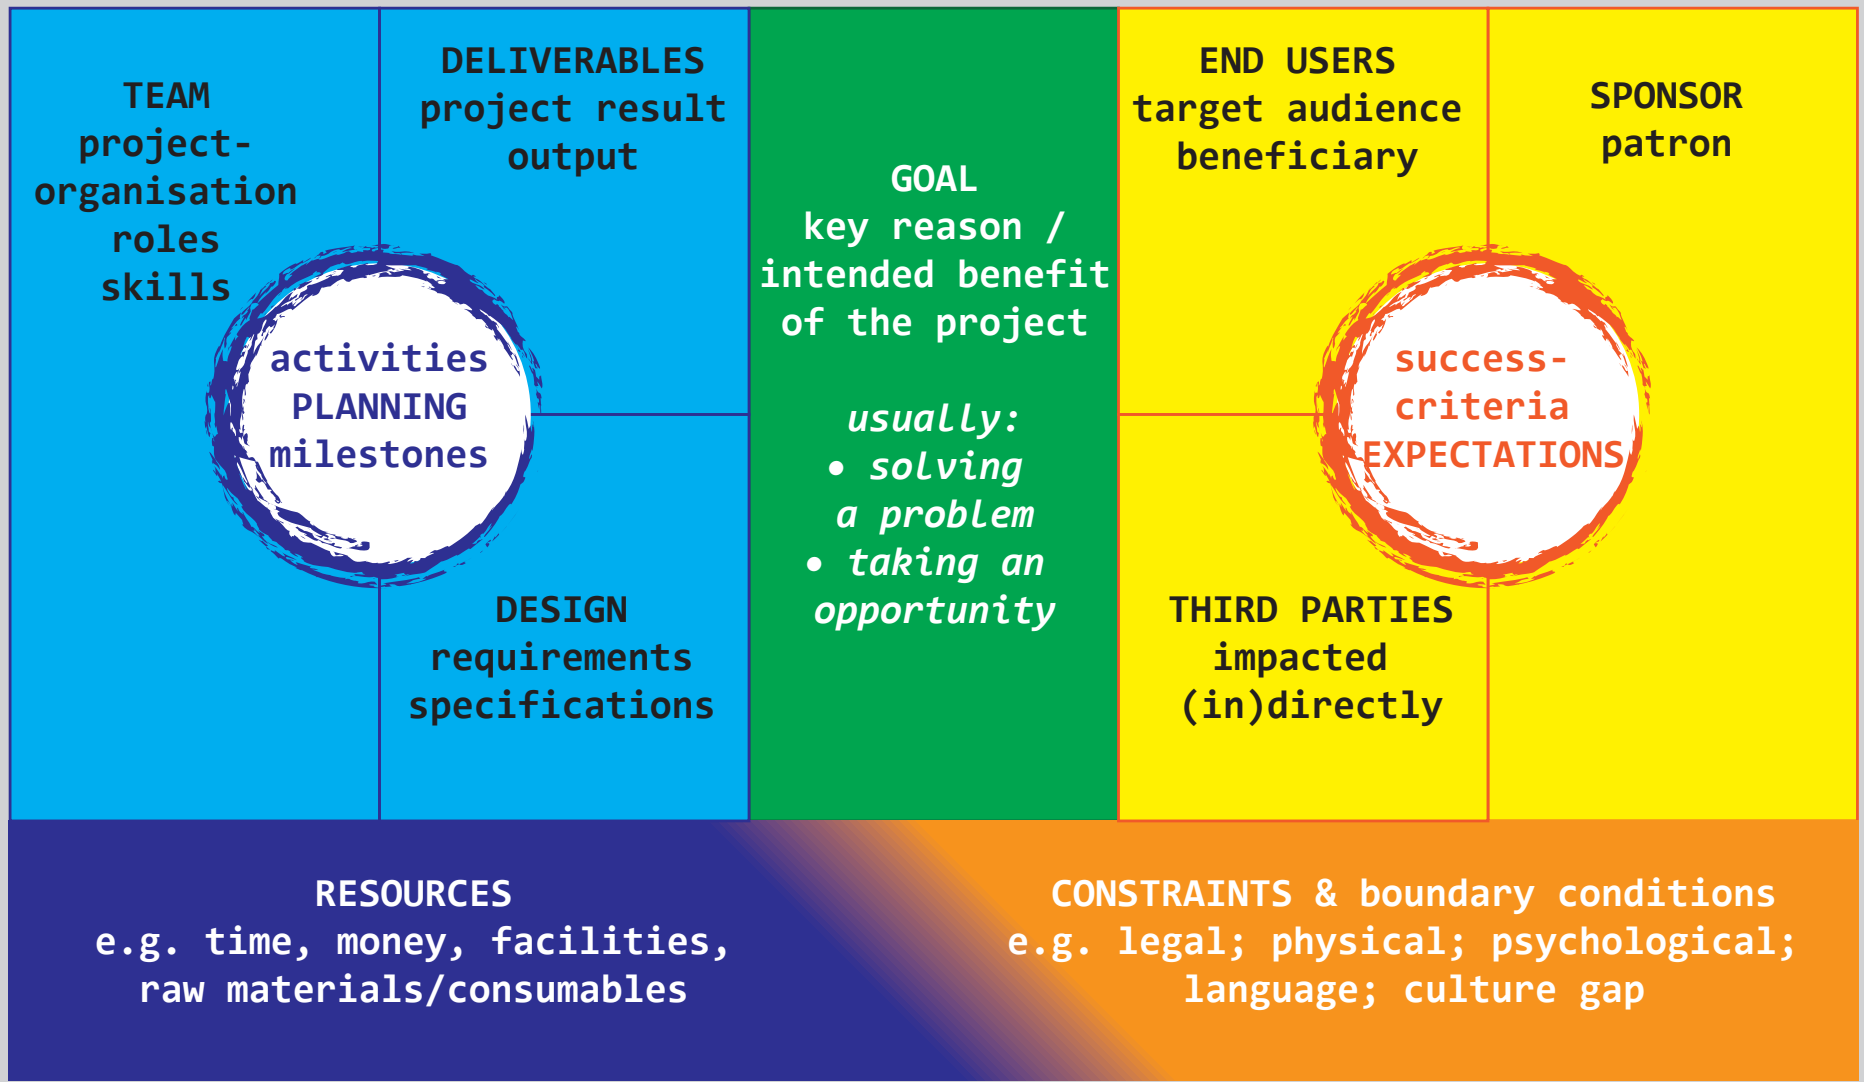 TEAM
project-
organisation
roles
skills
DELIVERABLES
project result
output
activities
PLANNING
milestones
DESIGN
requirements
specifications
GOAL
key reason /
intended benefit
of the project
usually:
• solving
a problem
• taking an
opportunity
END USERS
target audience
beneficiary
SPONSOR
patron
success-
criteria
EXPECTATIONS
THIRD PARTIES
impacted
(in)directly
RESOURCES
e.g. time, money, facilities,
raw materials/consumables
CONSTRAINTS & boundary conditions
e.g. legal; physical; psychological;
language; culture gap